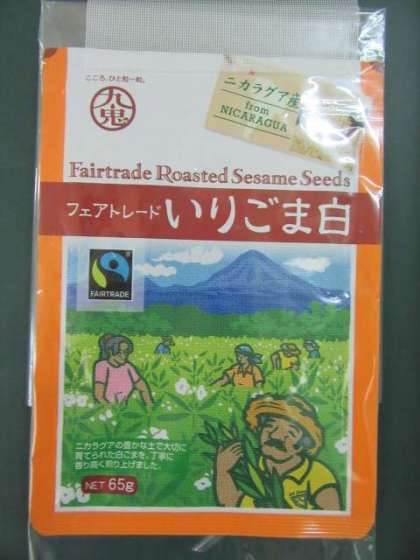 こころ。ひと粒一粒。
九鬼
ニカラグア産
from
NICARAGUA
Fairtrade Roasted Sesame Seeds
フェアトレード いりごま白
FAIRTRADE
ニカラグアの豊かな土で大切に
育てられた白ごまを、丁寧に
香り高く煎り上げました。
NET 65g